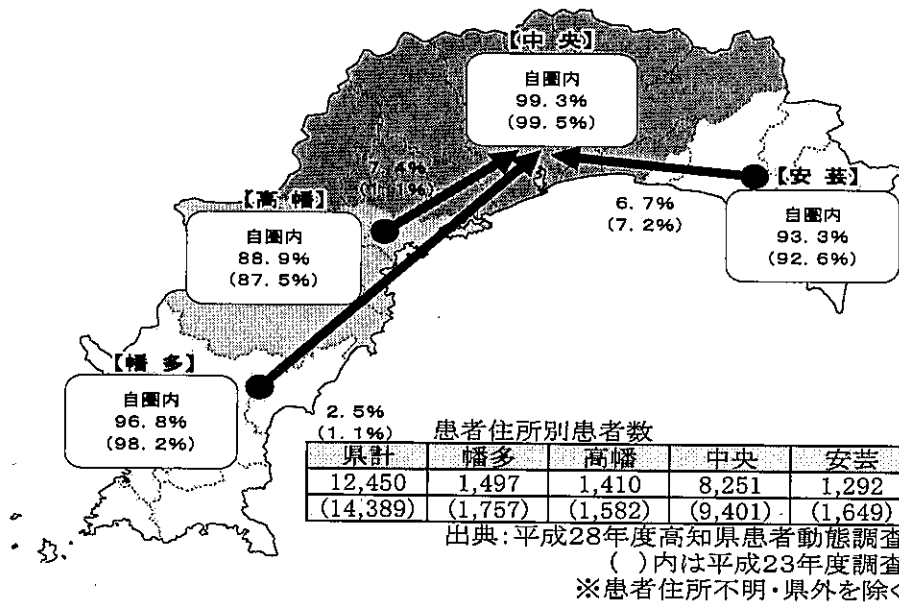 【中 央】
自圏内
99.3%
(99.5%)
【高 幡】
自圏内
88.9%
(87.5%)
6.7%
(7.2%)
【安 芸】
自圏内
93.3%
(92.6%)
【幡 多】
自圏内
96.8%
(98.2%)
2.5%
(1.1%)
患者住所別患者数
県計 幡多 高幡 中央 安芸
12,450 1,497 1,410 8,251 1,292
(14,389) (1,757) (1,582) (9,401) (1,649)
出典:平成28年度高知県患者動態調査
( )内は平成23年度調査
※患者住所不明・県外を除く